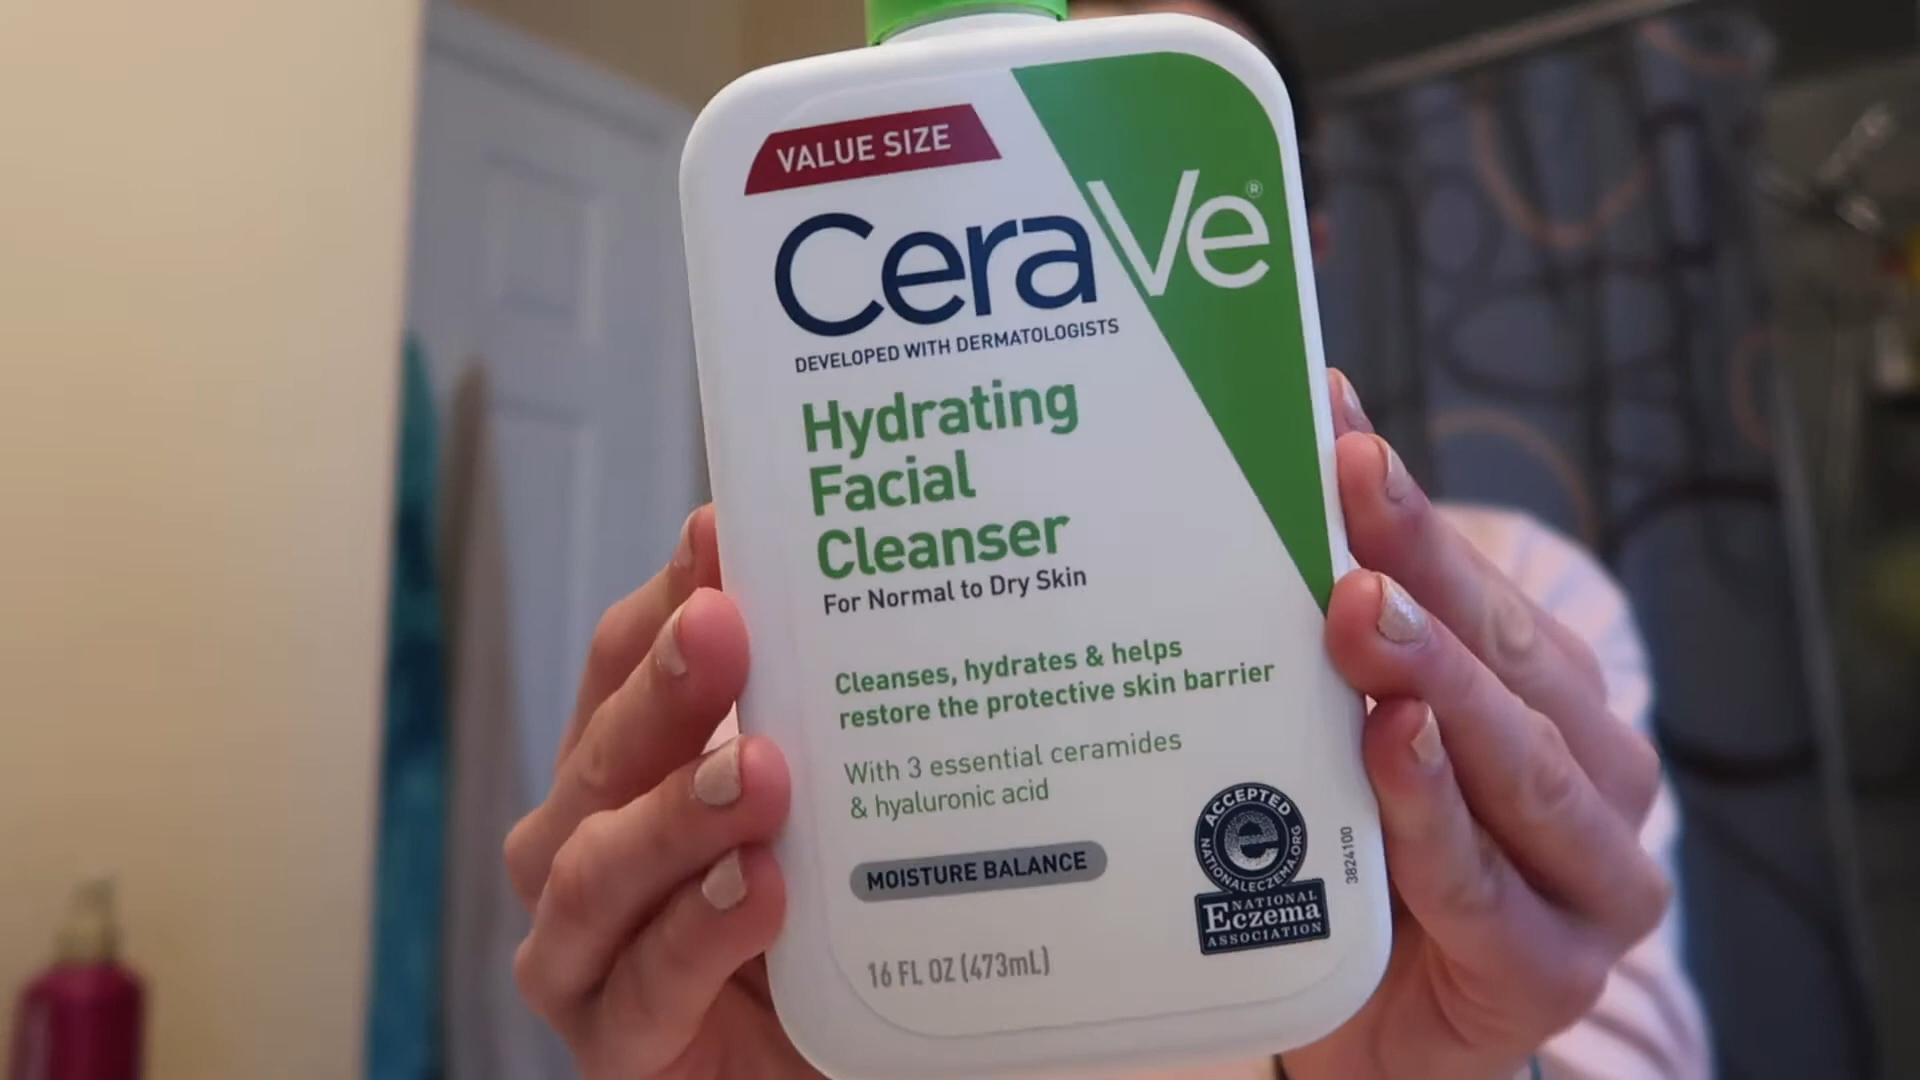 VALUE SIZE
CeraVe®
DEVELOPED WITH DERMATOLOGISTS
Hydrating
Facial
Cleanser
For Normal to Dry Skin
Cleanses, hydrates & helps
restore the protective skin barrier
With 3 essential ceramides
& hyaluronic acid
MOISTURE BALANCE
ACCEPTED
e
NATIONALECZEMA.ORG
NATIONAL
Eczema
ASSOCIATION
3824100
16 FL OZ (473mL)